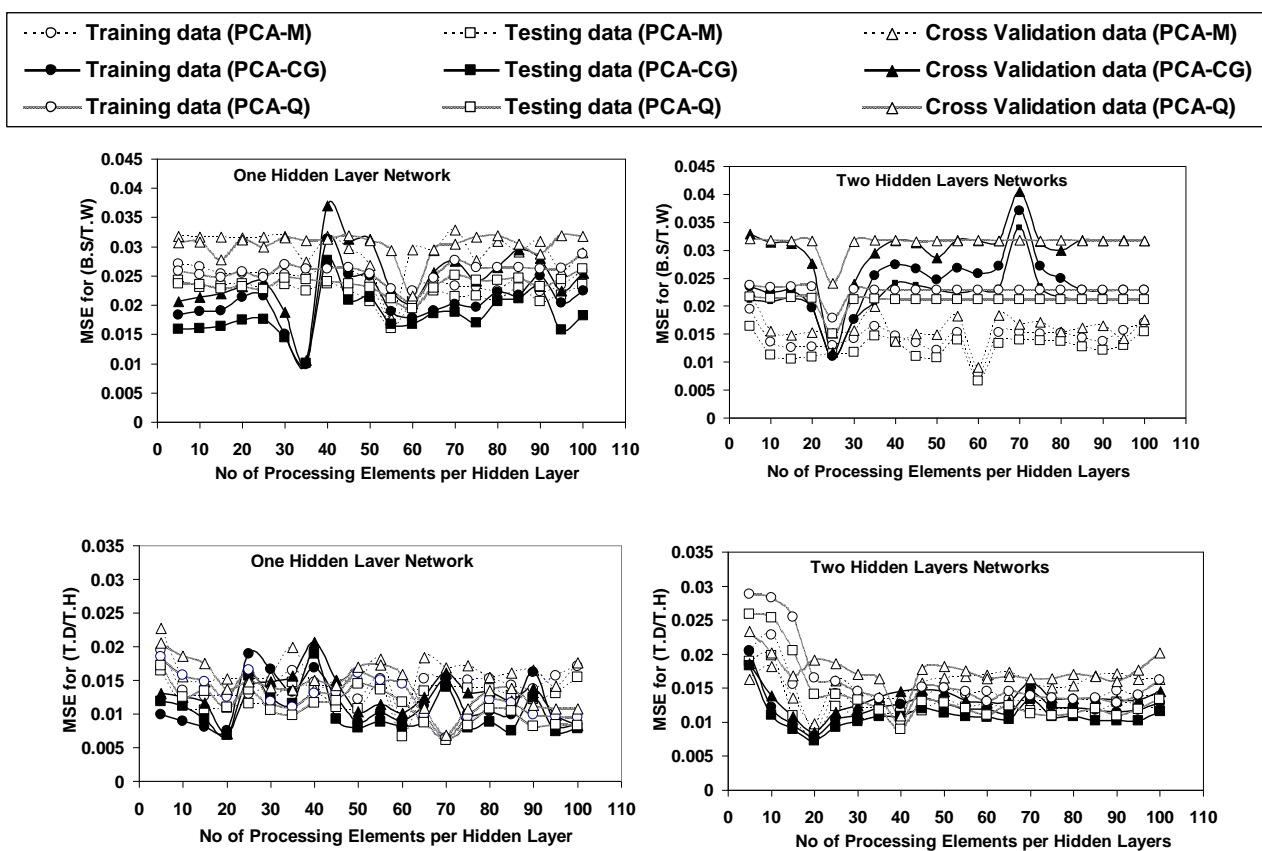 Training data (PCA-M) Testing data (PCA-M) Cross Validation data (PCA-M)
Training data (PCA-CG) Testing data (PCA-CG) Cross Validation data (PCA-CG)
Training data (PCA-Q) Testing data (PCA-Q) Cross Validation data (PCA-Q)
One Hidden Layer Network
MSE for (B.S/T.W)
0.045
0.04
0.035
0.03
0.025
0.02
0.015
0.01
0.005
0
0 10 20 30 40 50 60 70 80 90 100 110
No of Processing Elements per Hidden Layer
Two Hidden Layers Networks
MSE for (B.S/T.W)
0.045
0.04
0.035
0.03
0.025
0.02
0.015
0.01
0.005
0
0 10 20 30 40 50 60 70 80 90 100 110
No of Processing Elements per Hidden Layers
One Hidden Layer Network
MSE for (T.D/T.H)
0.035
0.03
0.025
0.02
0.015
0.01
0.005
0
0 10 20 30 40 50 60 70 80 90 100 110
No of Processing Elements per Hidden Layer
Two Hidden Layers Networks
MSE for (T.D/T.H)
0.035
0.03
0.025
0.02
0.015
0.01
0.005
0
0 10 20 30 40 50 60 70 80 90 100 110
No of Processing Elements per Hidden Layers